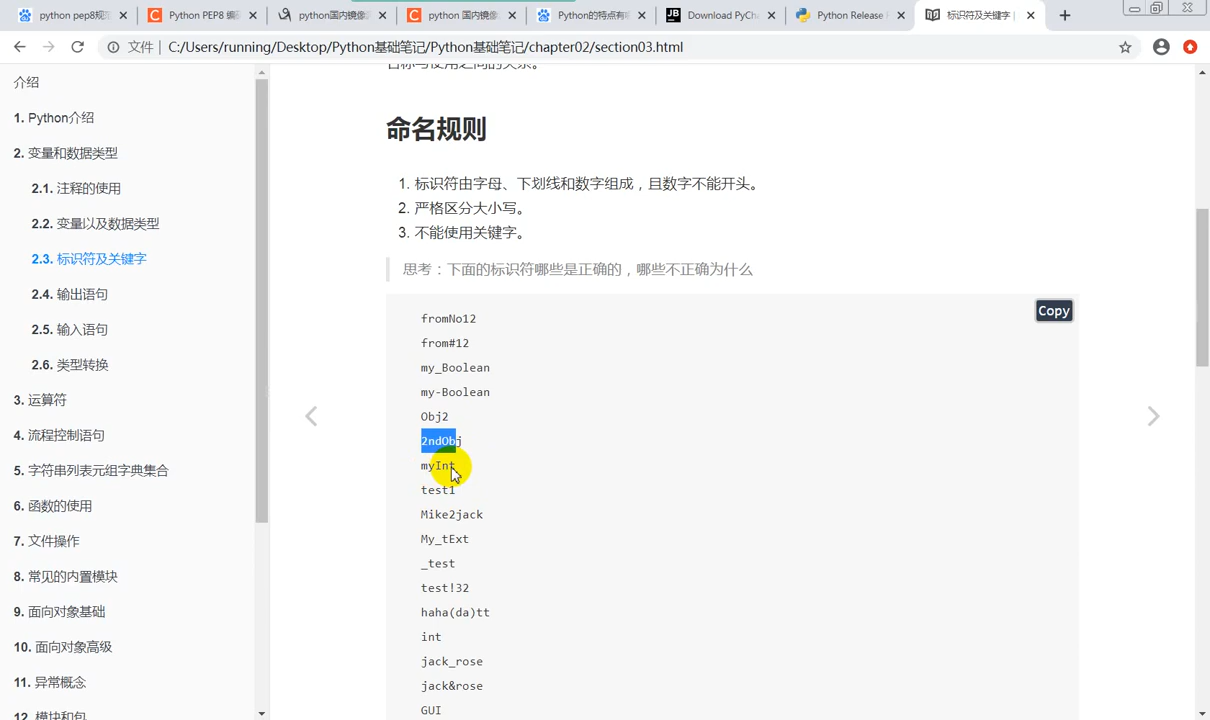 python pep8规范
Python PEP8 编
python国内镜像
python 国内镜像
Python的特点有
Download PyCha
Python Release
标识符及关键字 |
文件 | C:/Users/running/Desktop/Python基础笔记/Python基础笔记/chapter02/section03.html
介绍
1. Python介绍
2. 变量和数据类型
2.1. 注释的使用
2.2. 变量以及数据类型
2.3. 标识符及关键字
2.4. 输出语句
2.5. 输入语句
2.6. 类型转换
3. 运算符
4. 流程控制语句
5. 字符串列表元组字典集合
6. 函数的使用
7. 文件操作
8. 常见的内置模块
9. 面向对象基础
10. 面向对象高级
11. 异常概念
12. 模块和包
命名规则
1. 标识符由字母、下划线和数字组成，且数字不能开头。
2. 严格区分大小写。
3. 不能使用关键字。
思考：下面的标识符哪些是正确的，哪些不正确为什么
Copy
fromNo12
from#12
my_Boolean
my-Boolean
Obj2
2ndObj
myInt
test1
Mike2jack
My_tExt
_test
test!32
haha(da)tt
int
jack_rose
jack&rose
GUI